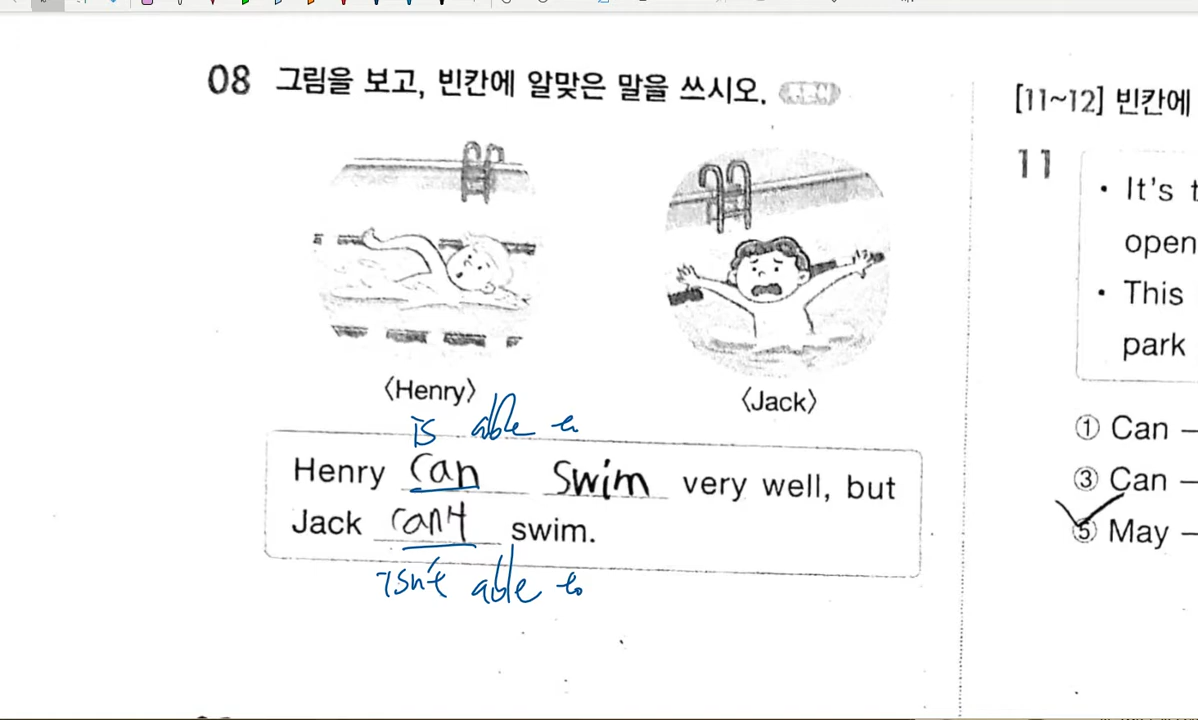 08 그림을 보고, 빈칸에 알맞은 말을 쓰시오.
〈Henry〉
〈Jack〉
is able to
Henry can swim very well, but
Jack can't swim.
isn't able to
[11~12] 빈칸에
11
• It's t
open
• This
park
① Can –
③ Can –
⑤ May –